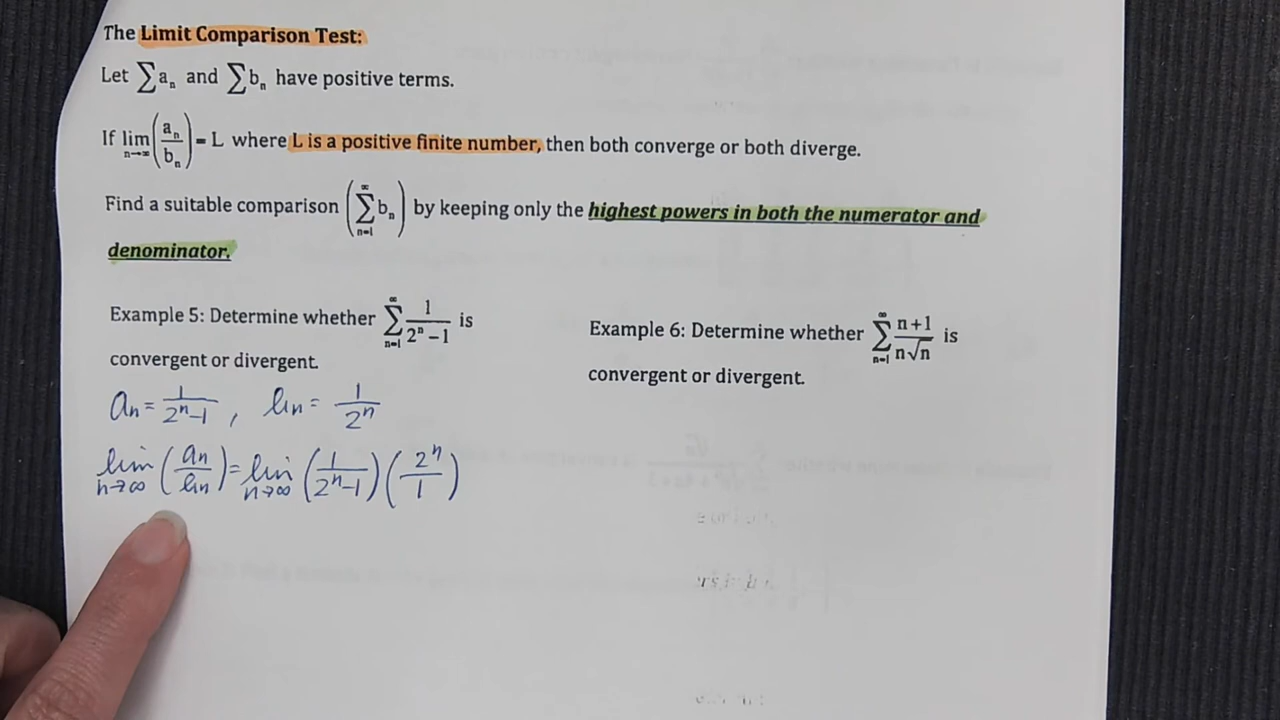 The Limit Comparison Test:
Let ∑aₙ and ∑bₙ have positive terms.
If lim n→∞ (aₙ/bₙ) = L where L is a positive finite number, then both converge or both diverge.
Find a suitable comparison (∑ n=1 ∞ bₙ) by keeping only the highest powers in both the numerator and
denominator.
Example 5: Determine whether ∑ n=1 ∞ 1/(2ⁿ−1) is
convergent or divergent.
aₙ = 1/(2ⁿ−1), bₙ = 1/2ⁿ
lim n→∞ (aₙ/bₙ) = lim n→∞ (1/(2ⁿ−1)) (2ⁿ/1)
Example 6: Determine whether ∑ n=1 ∞ (n+1)/(n√n) is
convergent or divergent.